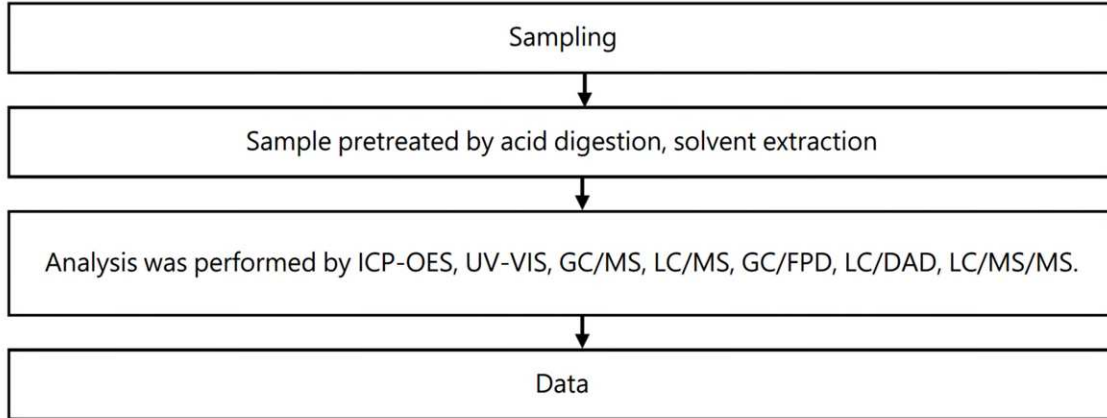 Sampling
Sample pretreated by acid digestion, solvent extraction
Analysis was performed by ICP-OES, UV-VIS, GC/MS, LC/MS, GC/FPD, LC/DAD, LC/MS/MS.
Data